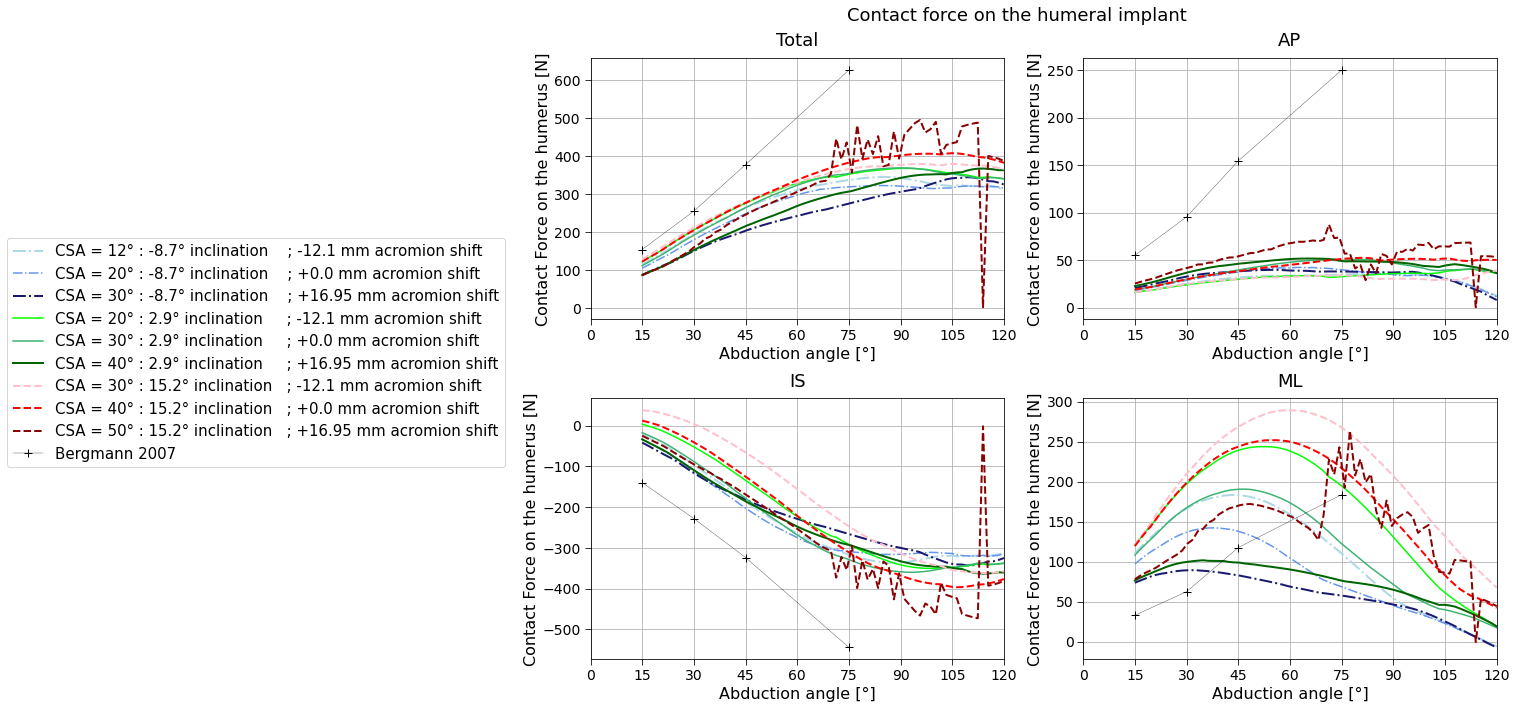 Contact force on the humeral implant
Total
Contact Force on the humerus [N]
600
500
400
300
200
100
0
0 15 30 45 60 75 90 105 120
Abduction angle [°]
AP
Contact Force on the humerus [N]
250
200
150
100
50
0
0 15 30 45 60 75 90 105 120
Abduction angle [°]
CSA = 12° : -8.7° inclination ; -12.1 mm acromion shift
CSA = 20° : -8.7° inclination ; +0.0 mm acromion shift
CSA = 30° : -8.7° inclination ; +16.95 mm acromion shift
CSA = 20° : 2.9° inclination ; -12.1 mm acromion shift
CSA = 30° : 2.9° inclination ; +0.0 mm acromion shift
CSA = 40° : 2.9° inclination ; +16.95 mm acromion shift
CSA = 30° : 15.2° inclination ; -12.1 mm acromion shift
CSA = 40° : 15.2° inclination ; +0.0 mm acromion shift
CSA = 50° : 15.2° inclination ; +16.95 mm acromion shift
Bergmann 2007
IS
Contact Force on the humerus [N]
0
−100
−200
−300
−400
−500
0 15 30 45 60 75 90 105 120
Abduction angle [°]
ML
Contact Force on the humerus [N]
300
250
200
150
100
50
0
0 15 30 45 60 75 90 105 120
Abduction angle [°]